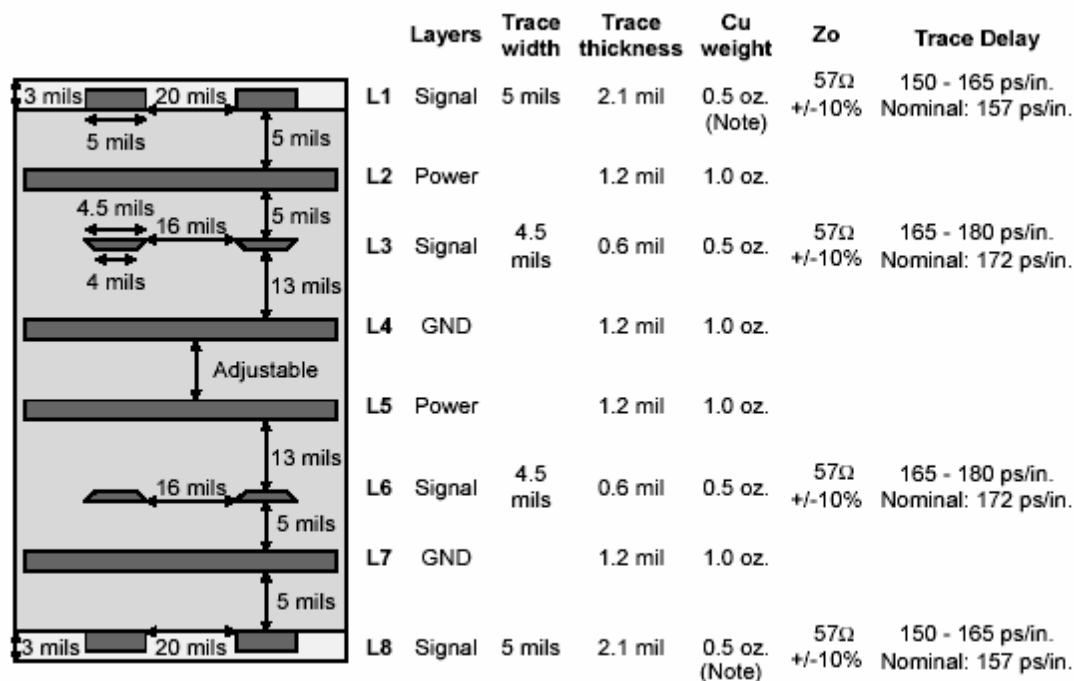 Layers Trace width Trace thickness Cu weight Zo Trace Delay
3 mils 20 mils L1 Signal 5 mils 2.1 mil 0.5 oz. (Note) 57Ω +/-10% 150 - 165 ps/in. Nominal: 157 ps/in.
5 mils 5 mils
L2 Power 1.2 mil 1.0 oz.
4.5 mils 16 mils 5 mils
L3 Signal 4.5 mils 0.6 mil 0.5 oz. 57Ω +/-10% 165 - 180 ps/in. Nominal: 172 ps/in.
4 mils 13 mils
L4 GND 1.2 mil 1.0 oz.
Adjustable
L5 Power 1.2 mil 1.0 oz.
13 mils
16 mils L6 Signal 4.5 mils 0.6 mil 0.5 oz. 57Ω +/-10% 165 - 180 ps/in. Nominal: 172 ps/in.
5 mils
L7 GND 1.2 mil 1.0 oz.
5 mils
3 mils 20 mils L8 Signal 5 mils 2.1 mil 0.5 oz. (Note) 57Ω +/-10% 150 - 165 ps/in. Nominal: 157 ps/in.